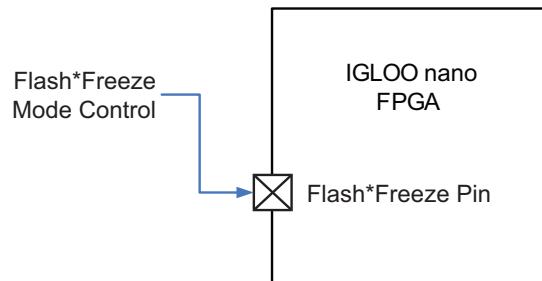 IGLOO nano
FPGA
Flash*Freeze
Mode Control
Flash*Freeze Pin